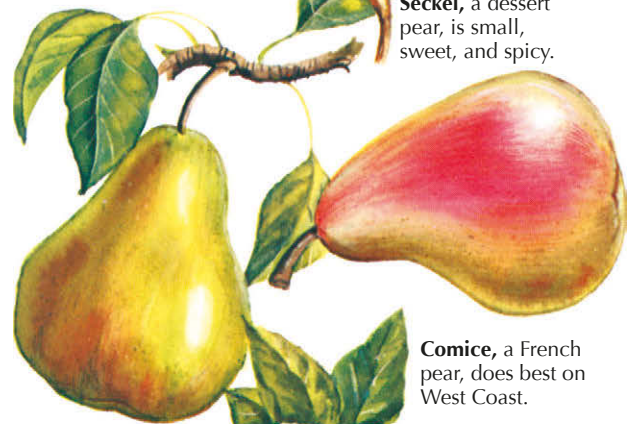 Seckel, a dessert
pear, is small,
sweet, and spicy.
Comice, a French
pear, does best on
West Coast.